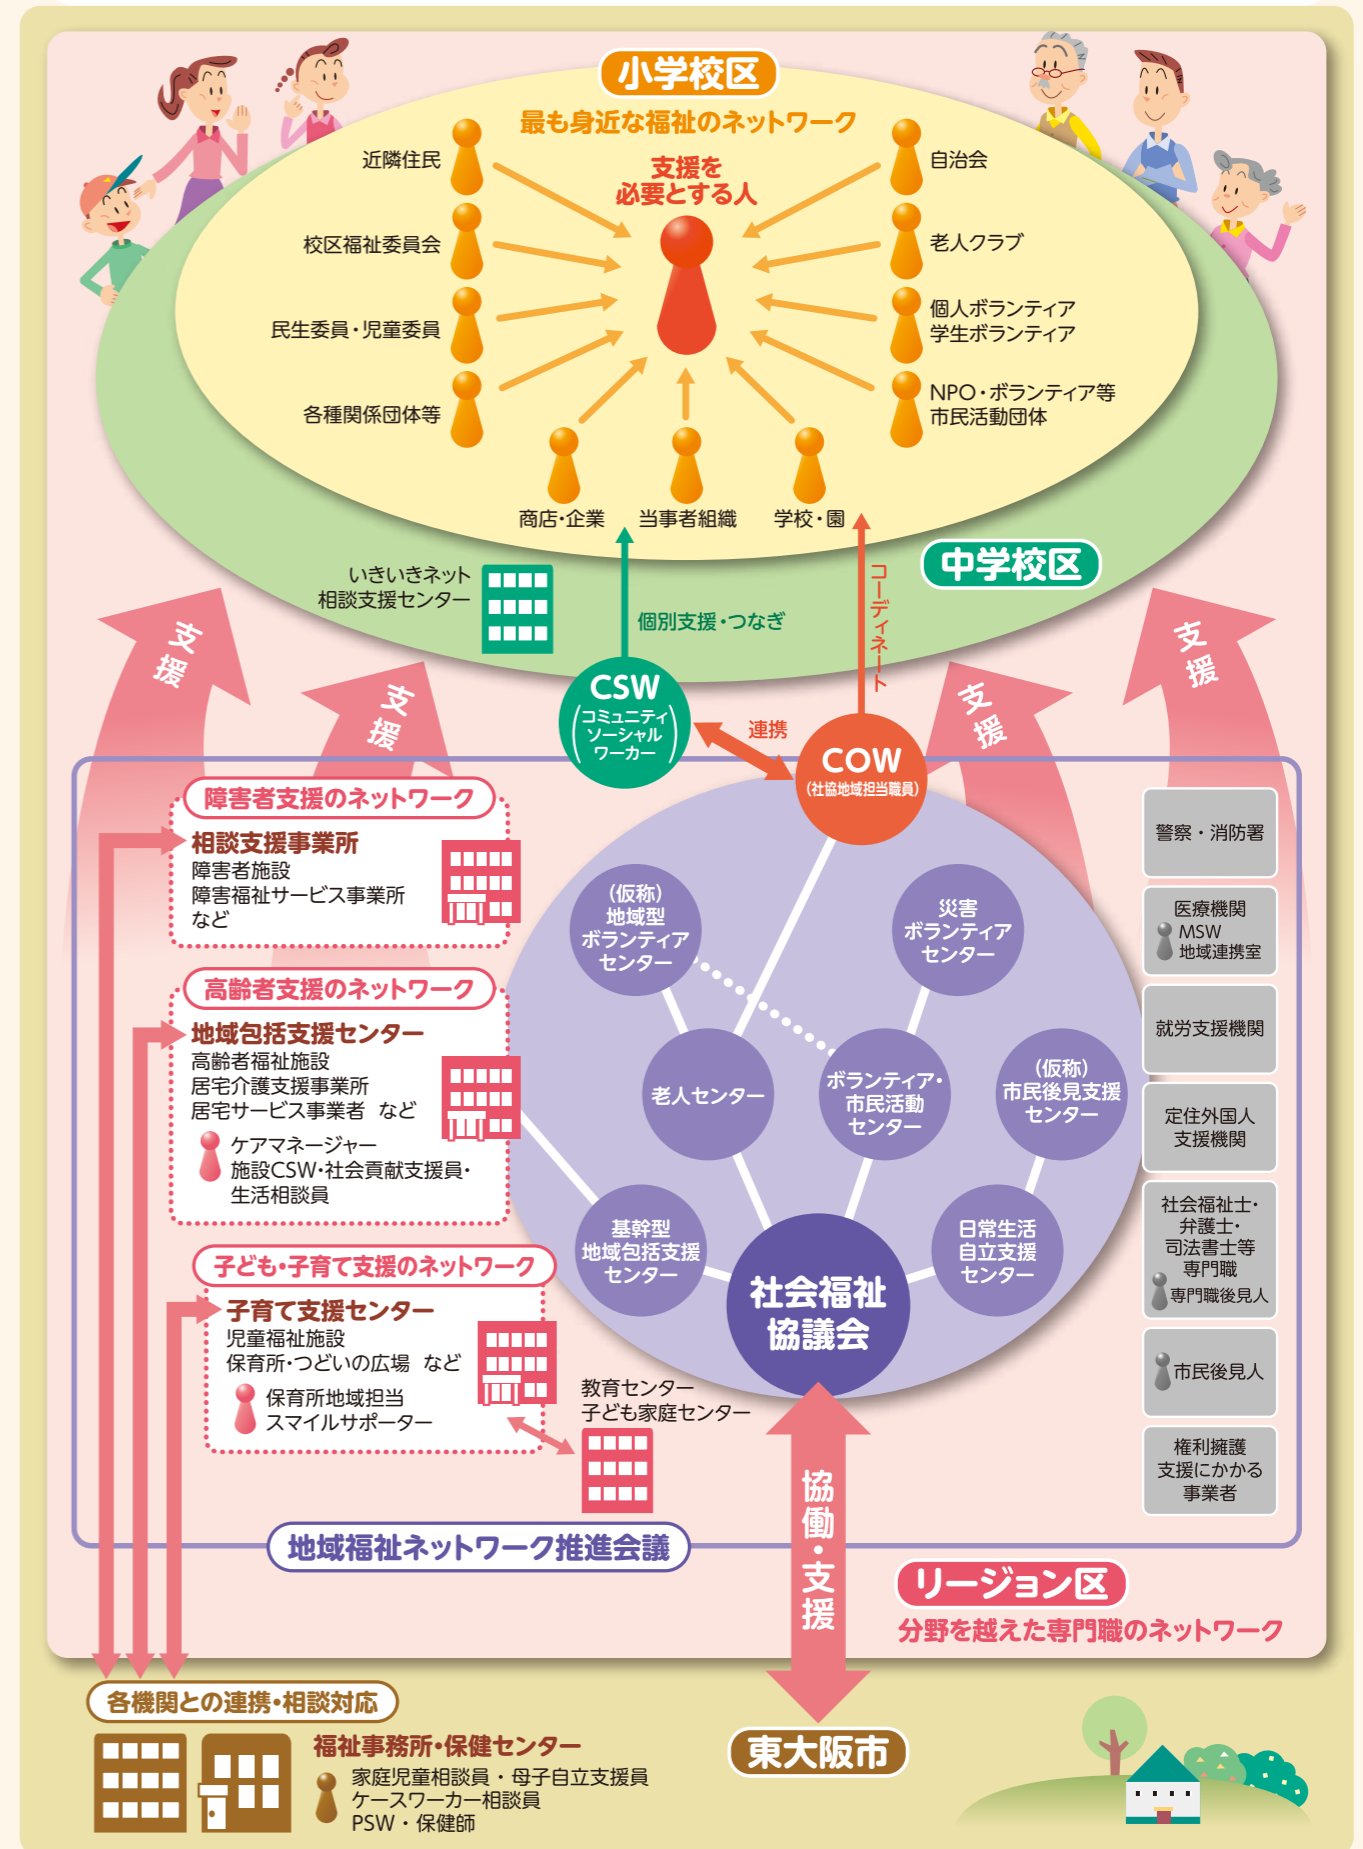 小学校区
最も身近な福祉のネットワーク
支援を
必要とする人
近隣住民
校区福祉委員会
民生委員・児童委員
各種関係団体等
自治会
老人クラブ
個人ボランティア
学生ボランティア
NPO・ボランティア等
市民活動団体
商店・企業
当事者組織
学校・園
中学校区
いきいきネット
相談支援センター
個別支援・つなぎ
コーディネート
CSW
(コミュニティ
ソーシャル
ワーカー)
連携
COW
(社協地域担当職員)
支援
支援
支援
支援
障害者支援のネットワーク
相談支援事業所
障害者施設
障害福祉サービス事業所
など
高齢者支援のネットワーク
地域包括支援センター
高齢者福祉施設
居宅介護支援事業所
居宅サービス事業者 など
ケアマネージャー
施設CSW・社会貢献支援員・
生活相談員
子ども・子育て支援のネットワーク
子育て支援センター
児童福祉施設
保育所・つどいの広場 など
保育所地域担当
スマイルサポーター
教育センター
子ども家庭センター
(仮称)
地域型
ボランティア
センター
災害
ボランティア
センター
老人センター
ボランティア・
市民活動
センター
(仮称)
市民後見支援
センター
基幹型
地域包括支援
センター
日常生活
自立支援
センター
社会福祉
協議会
警察・消防署
医療機関
MSW
地域連携室
就労支援機関
定住外国人
支援機関
社会福祉士・
弁護士・
司法書士等
専門職
専門職後見人
市民後見人
権利擁護
支援にかかる
事業者
地域福祉ネットワーク推進会議
協働・支援
リージョン区
分野を越えた専門職のネットワーク
各機関との連携・相談対応
福祉事務所・保健センター
家庭児童相談員・母子自立支援員
ケースワーカー相談員
PSW・保健師
東大阪市